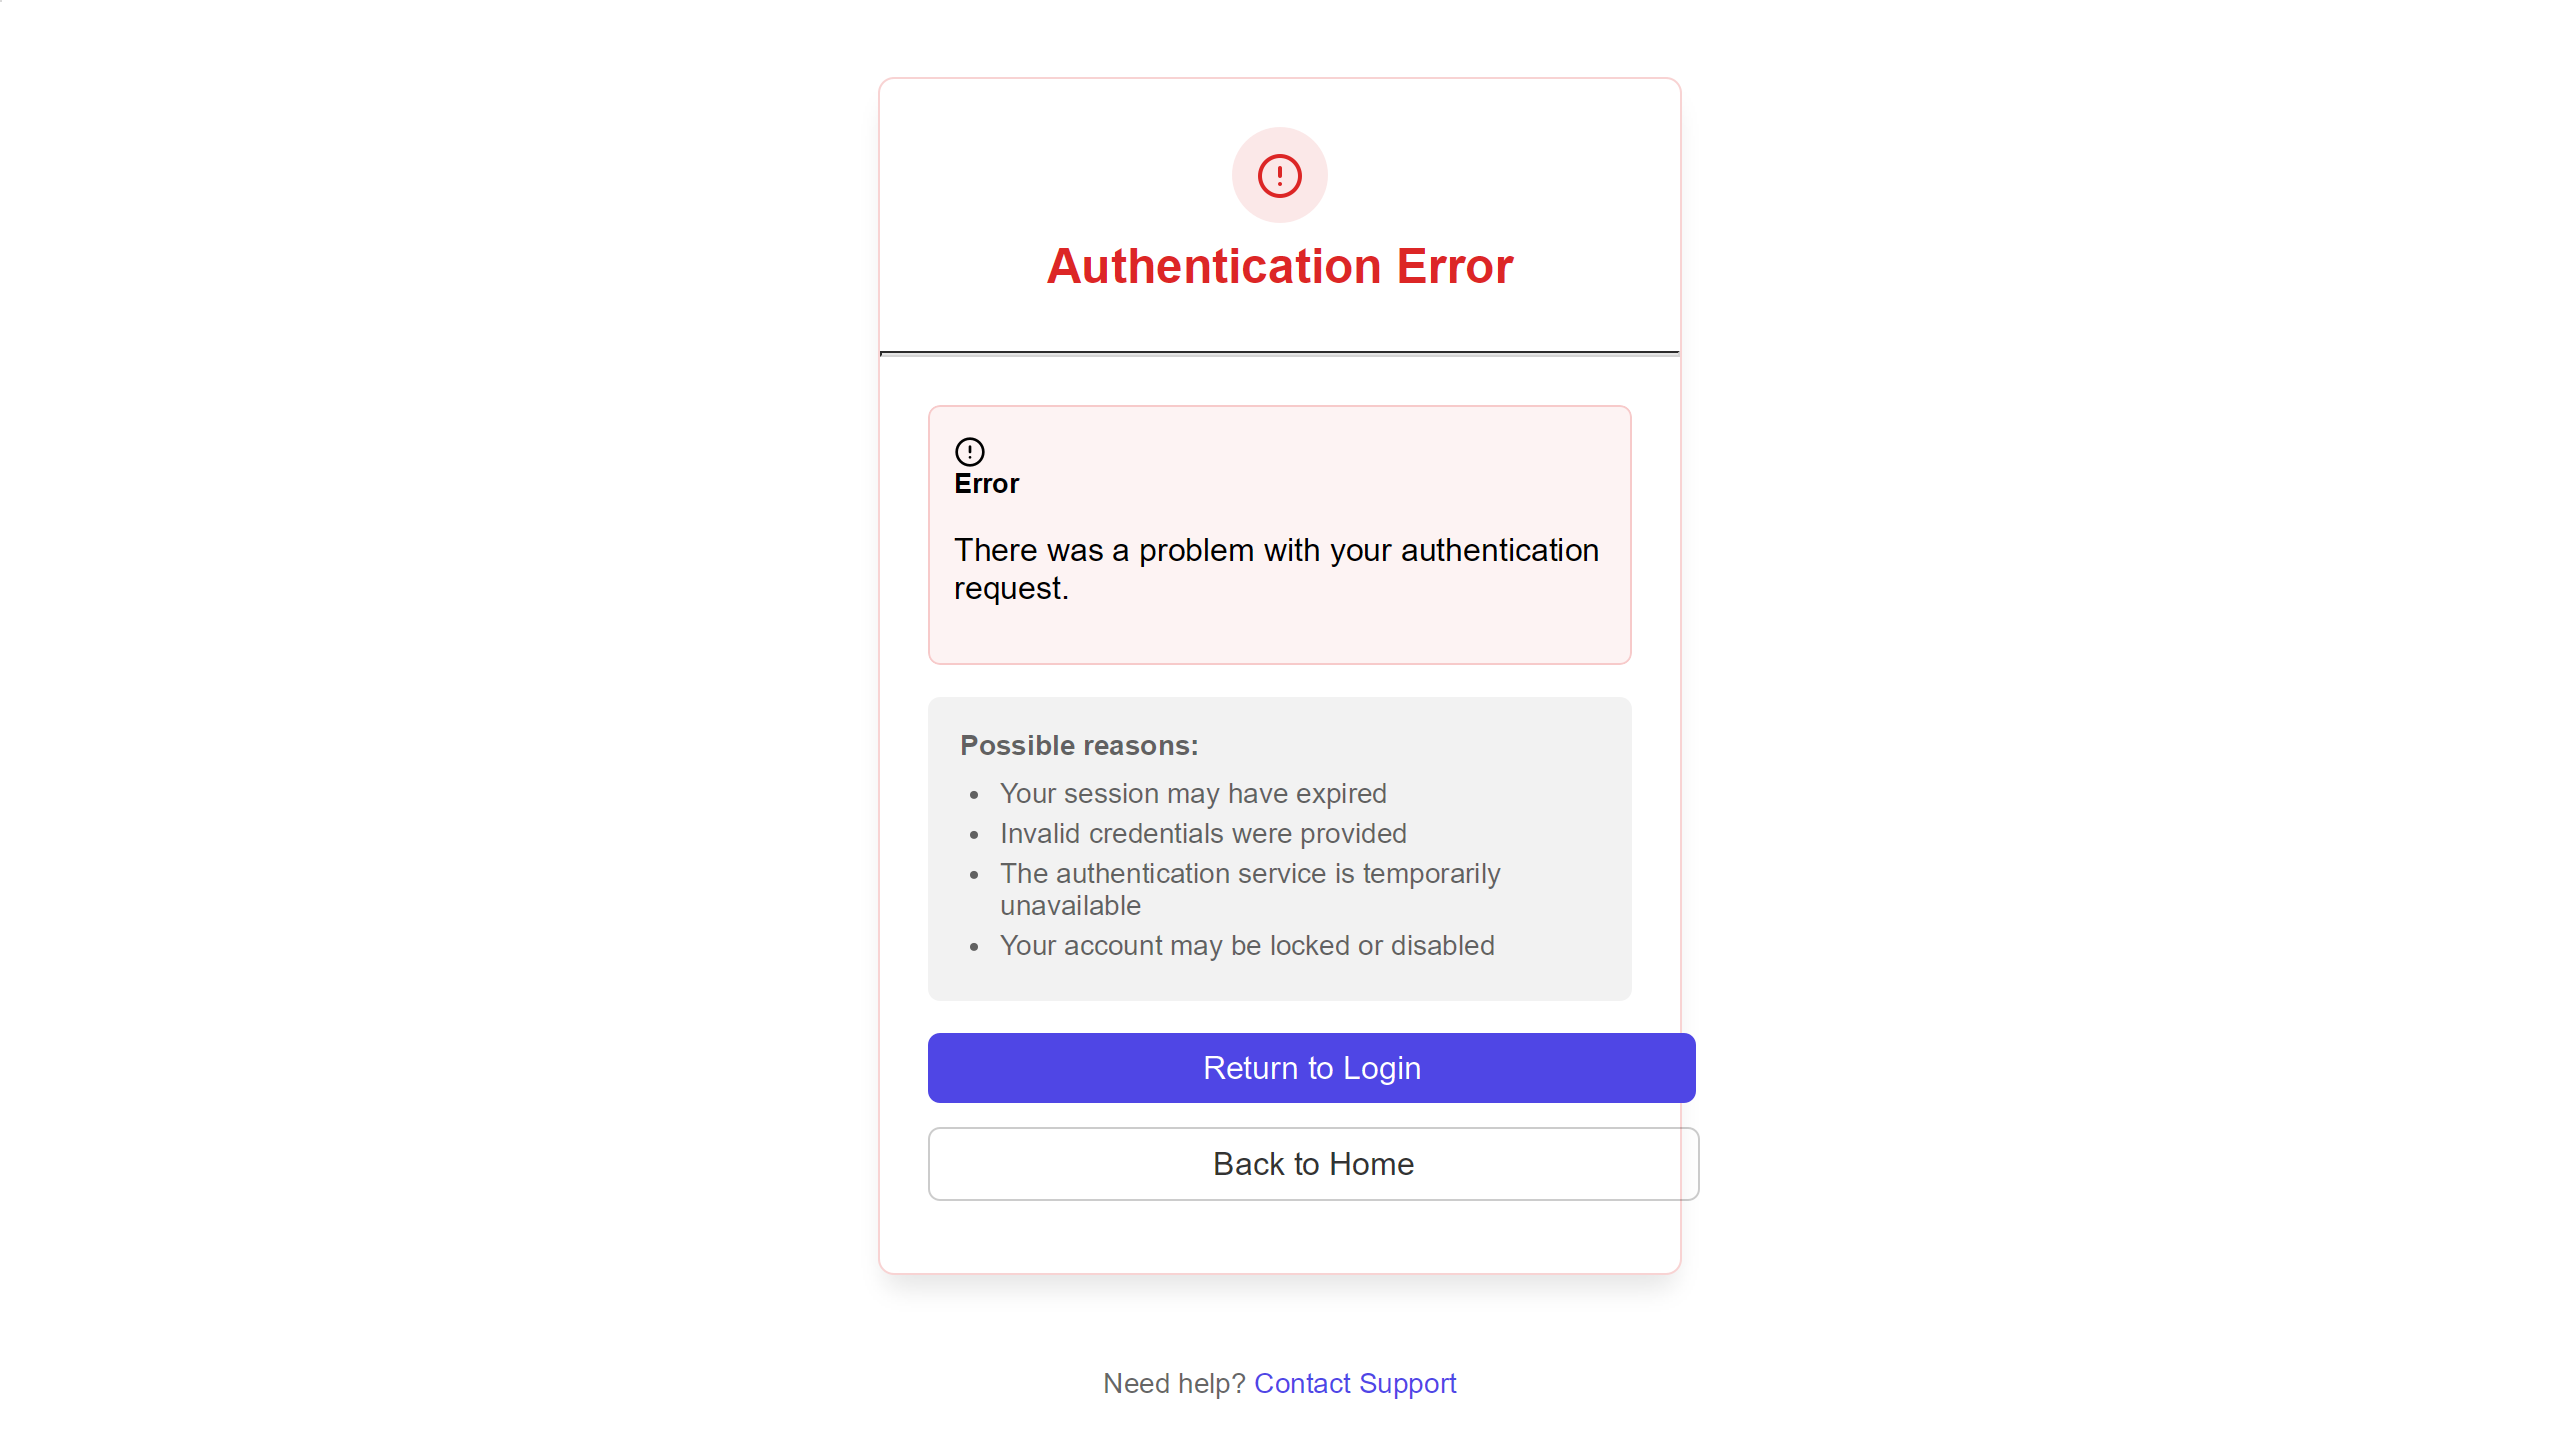 Authentication Error
Error
There was a problem with your authentication
request.
Possible reasons:
Your session may have expired
Invalid credentials were provided
The authentication service is temporarily
unavailable
Your account may be locked or disabled
Return to Login
Back to Home
Need help? Contact Support